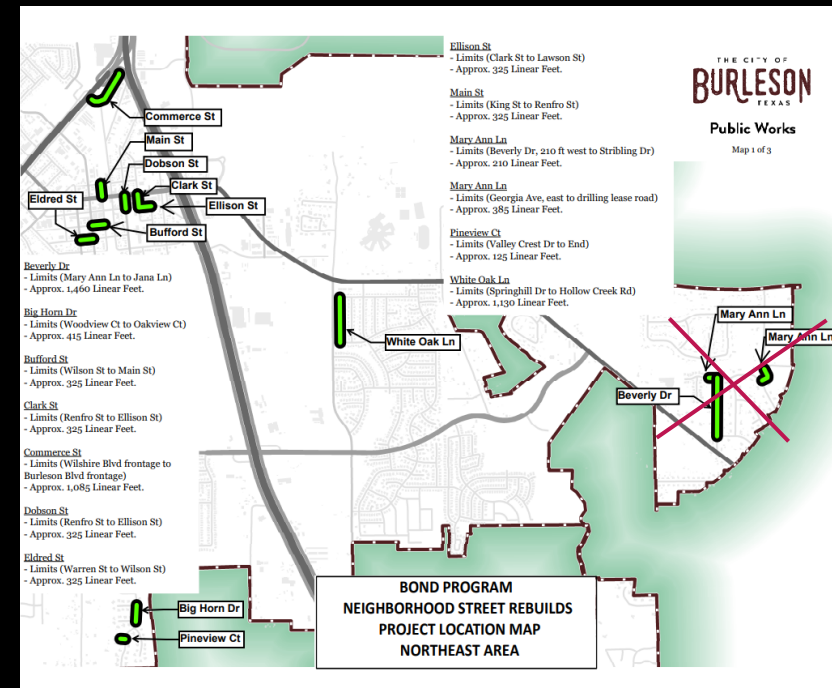 Ellison St
- Limits (Clark St to Lawson St)
- Approx. 325 Linear Feet.
Main St
- Limits (King St to Renfro St)
- Approx. 325 Linear Feet.
Mary Ann Ln
- Limits (Beverly Dr, 210 ft west to Stribling Dr)
- Approx. 210 Linear Feet.
Mary Ann Ln
- Limits (Georgia Ave, east to drilling lease road)
- Approx. 385 Linear Feet.
Pineview Ct
- Limits (Valley Crest Dr to End)
- Approx. 125 Linear Feet.
White Oak Ln
- Limits (Springhill Dr to Hollow Creek Rd)
- Approx. 1,130 Linear Feet.
THE CITY OF
BURLESON
TEXAS
Public Works
Map 1 of 3
Commerce St
Main St
Dobson St
Clark St
Eldred St
Ellison St
Bufford St
Beverly Dr
- Limits (Mary Ann Ln to Jana Ln)
- Approx. 1,460 Linear Feet.
Big Horn Dr
- Limits (Woodview Ct to Oakview Ct)
- Approx. 415 Linear Feet.
Bufford St
- Limits (Wilson St to Main St)
- Approx. 325 Linear Feet.
Clark St
- Limits (Renfro St to Ellison St)
- Approx. 325 Linear Feet.
Commerce St
- Limits (Wilshire Blvd frontage to
Burleson Blvd frontage)
- Approx. 1,085 Linear Feet.
Dobson St
- Limits (Renfro St to Ellison St)
- Approx. 325 Linear Feet.
Eldred St
- Limits (Warren St to Wilson St)
- Approx. 325 Linear Feet.
White Oak Ln
Mary Ann Ln
Mary Ann Ln
Beverly Dr
Big Horn Dr
Pineview Ct
BOND PROGRAM
NEIGHBORHOOD STREET REBUILDS
PROJECT LOCATION MAP
NORTHEAST AREA